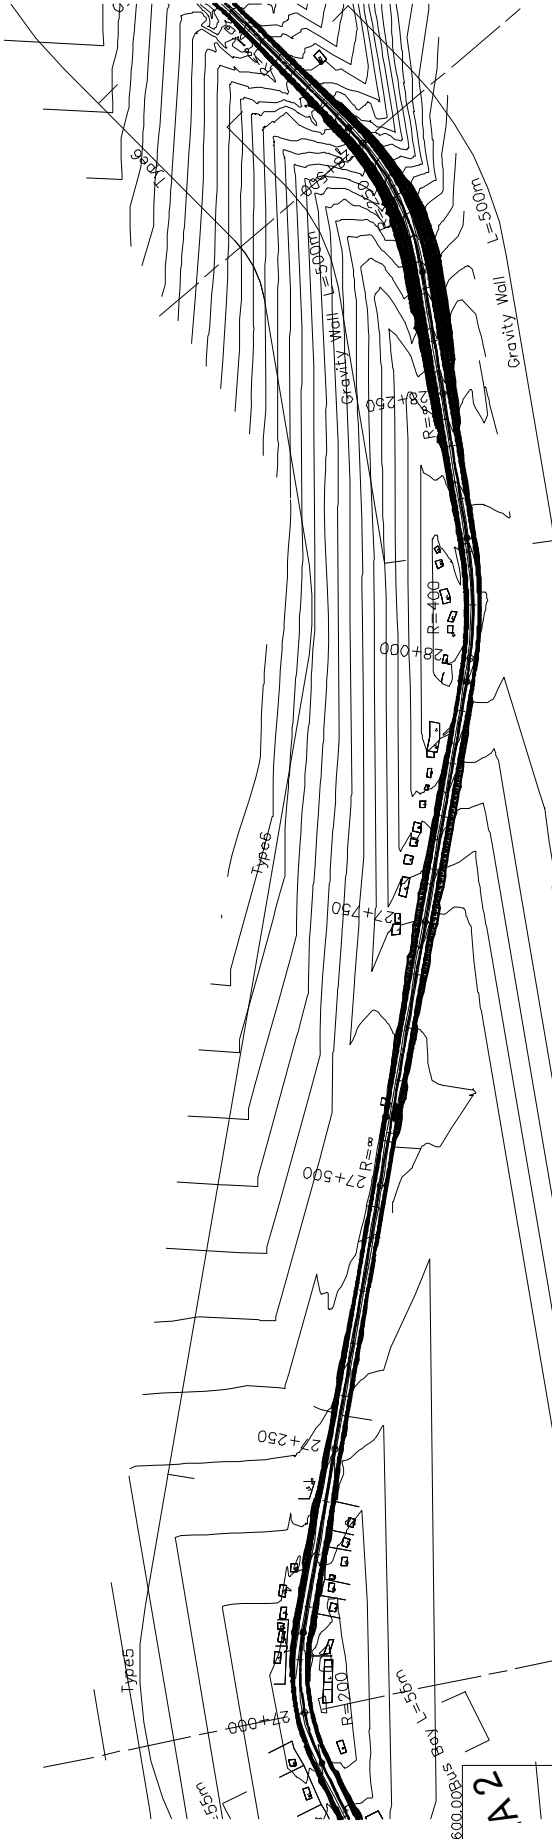 Type6
Gravity Wall L=500m
Gravity Wall L=500m
28+250
R=400
28+000
Type6
27+750
R=∞
27+500
27+250
Type5
27+000
R=200
Bus Bay L=56m
600.00
A2